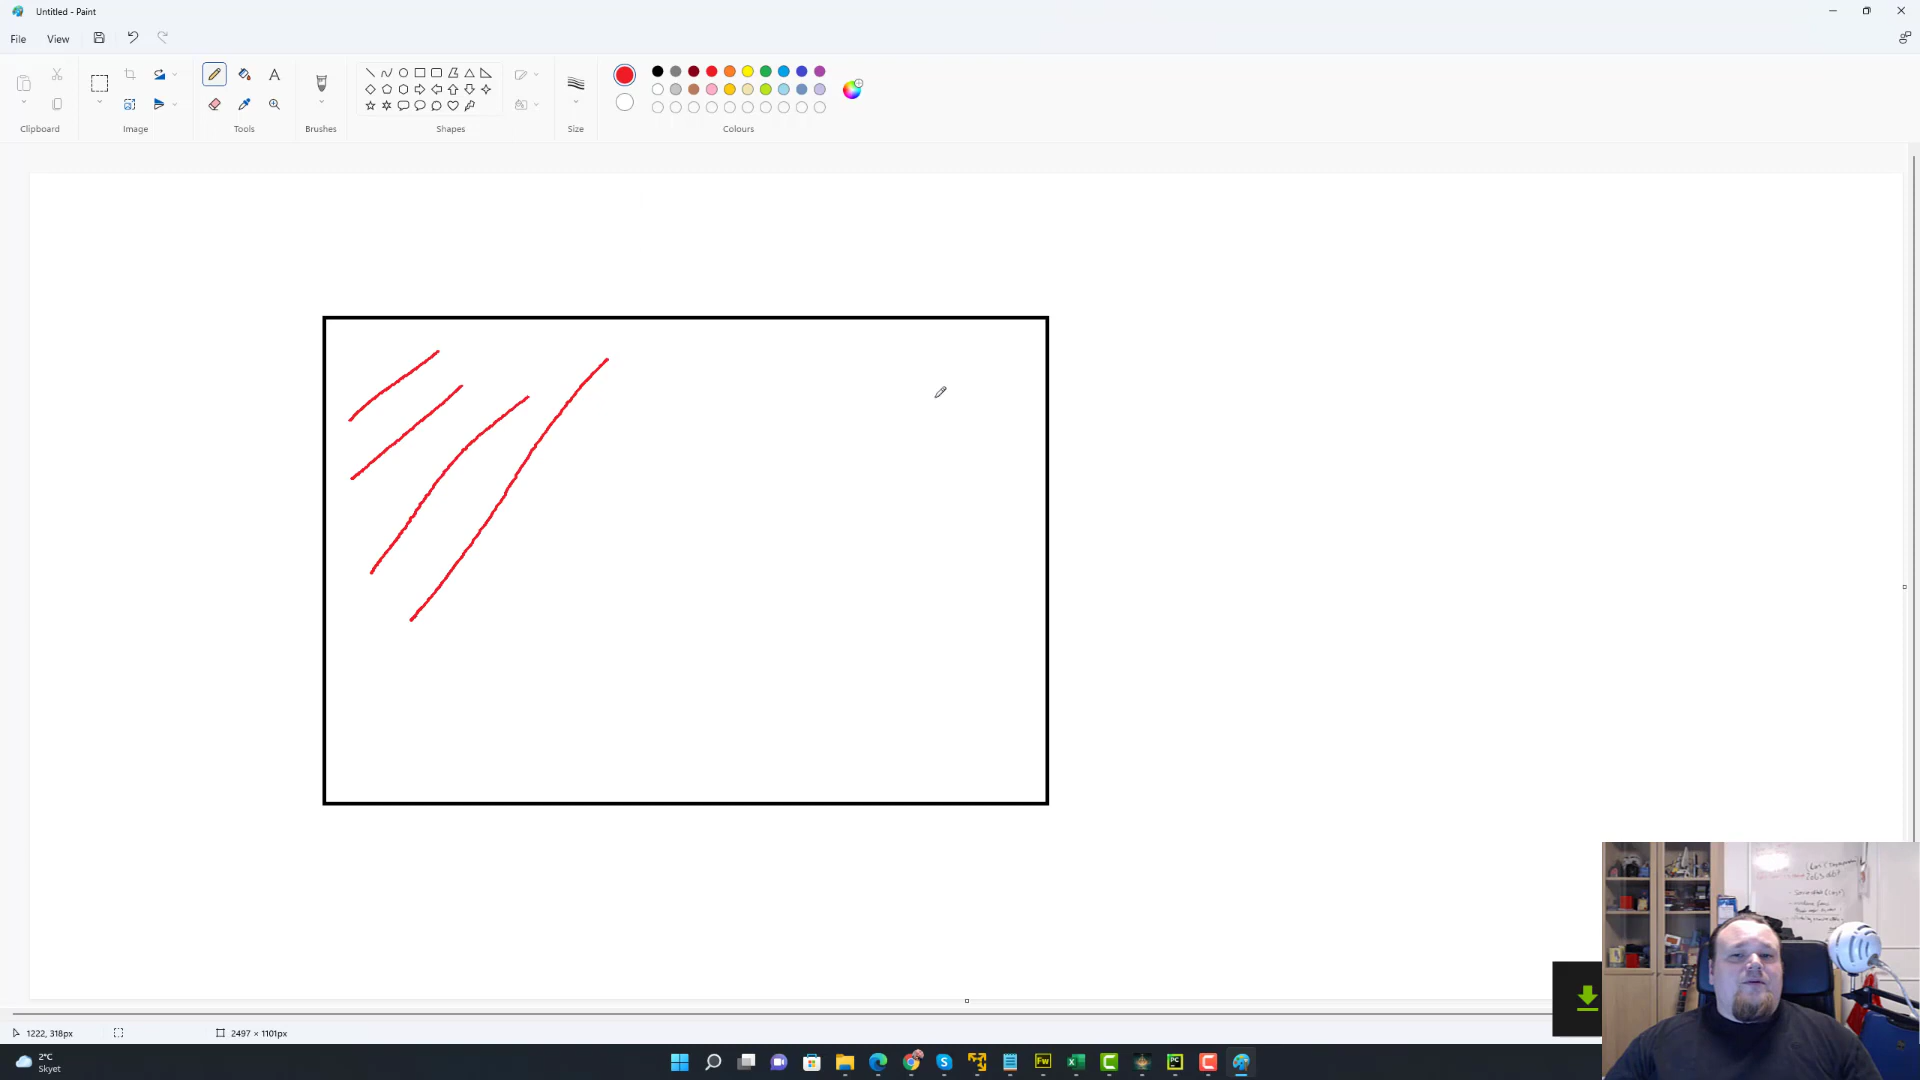 Untitled - Paint
File View
Clipboard Image Tools Brushes Shapes Size Colours
1222, 318px 2497 × 1101px
2°C
Skyet